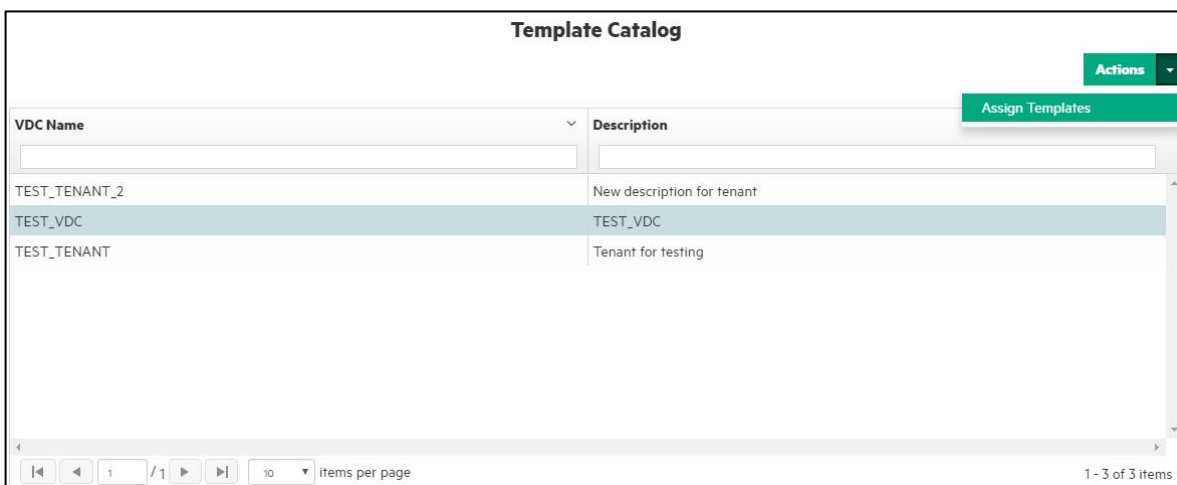 Template Catalog
Actions
Assign Templates
VDC Name Description
TEST_TENANT_2 New description for tenant
TEST_VDC TEST_VDC
TEST_TENANT Tenant for testing
1 / 1 10 items per page 1 - 3 of 3 items